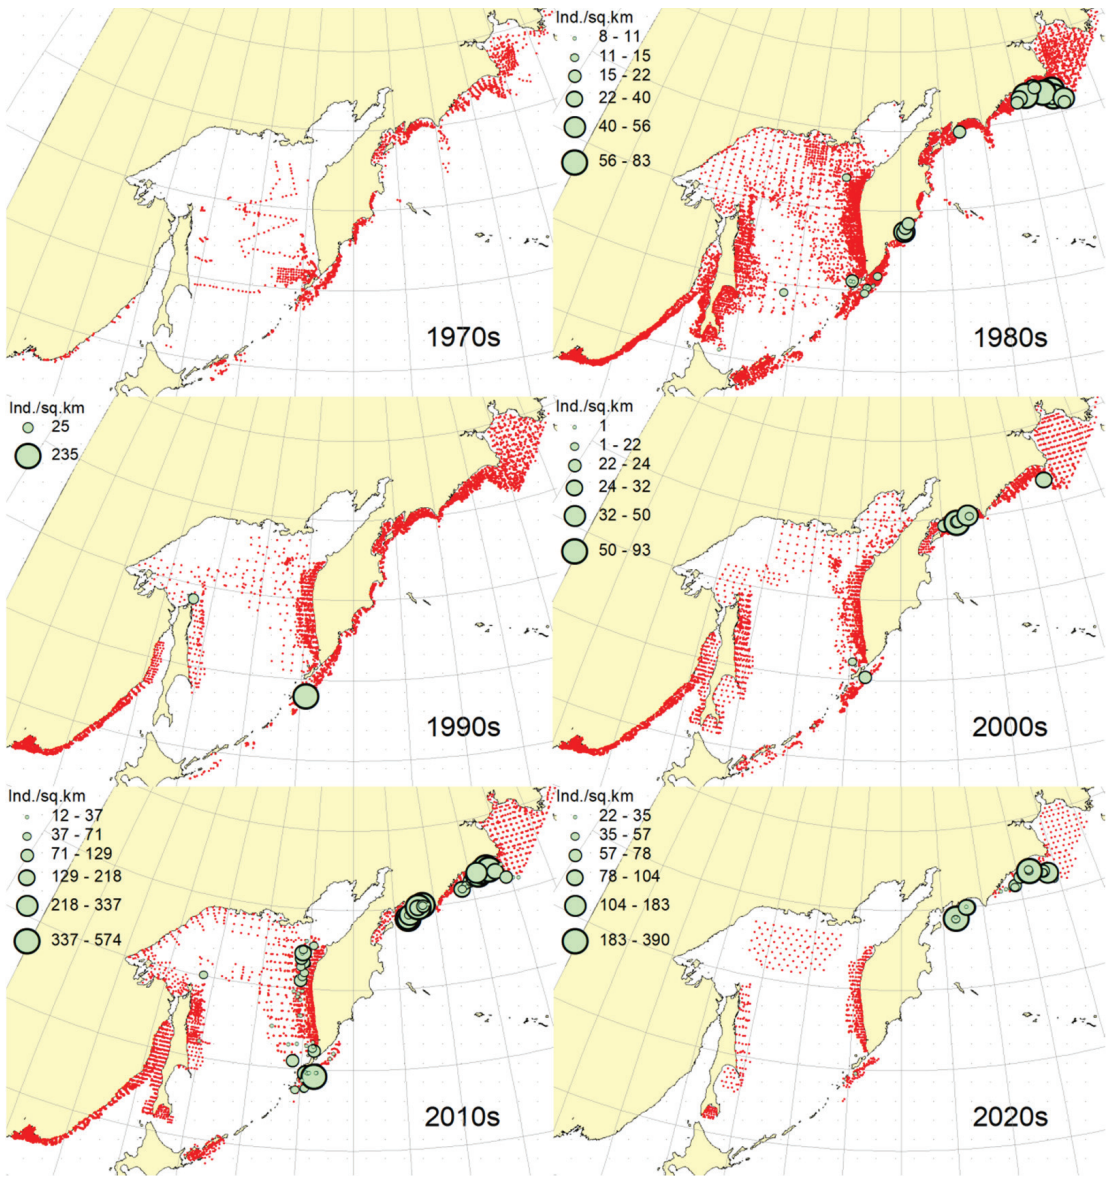 1970s
Ind./sq.km
8 - 11
11 - 15
15 - 22
22 - 40
40 - 56
56 - 83
1980s
Ind./sq.km
25
235
1990s
Ind./sq.km
1
1 - 22
22 - 24
24 - 32
32 - 50
50 - 93
2000s
Ind./sq.km
12 - 37
37 - 71
71 - 129
129 - 218
218 - 337
337 - 574
2010s
Ind./sq.km
22 - 35
35 - 57
57 - 78
78 - 104
104 - 183
183 - 390
2020s